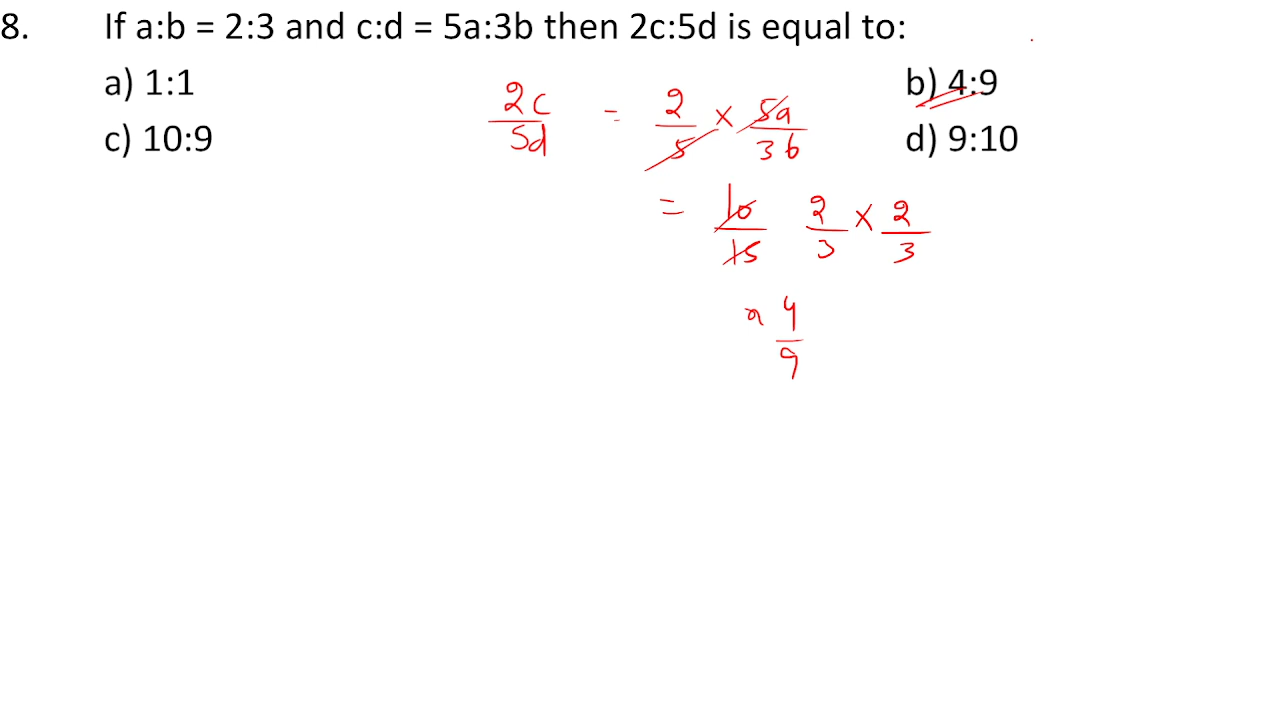 8. If a:b = 2:3 and c:d = 5a:3b then 2c:5d is equal to:
a) 1:1 b) 4:9
c) 10:9 d) 9:10
2c/5d = 2/5 × 5a/3b
= 10/15 2/3 × 2/3
= 4/9